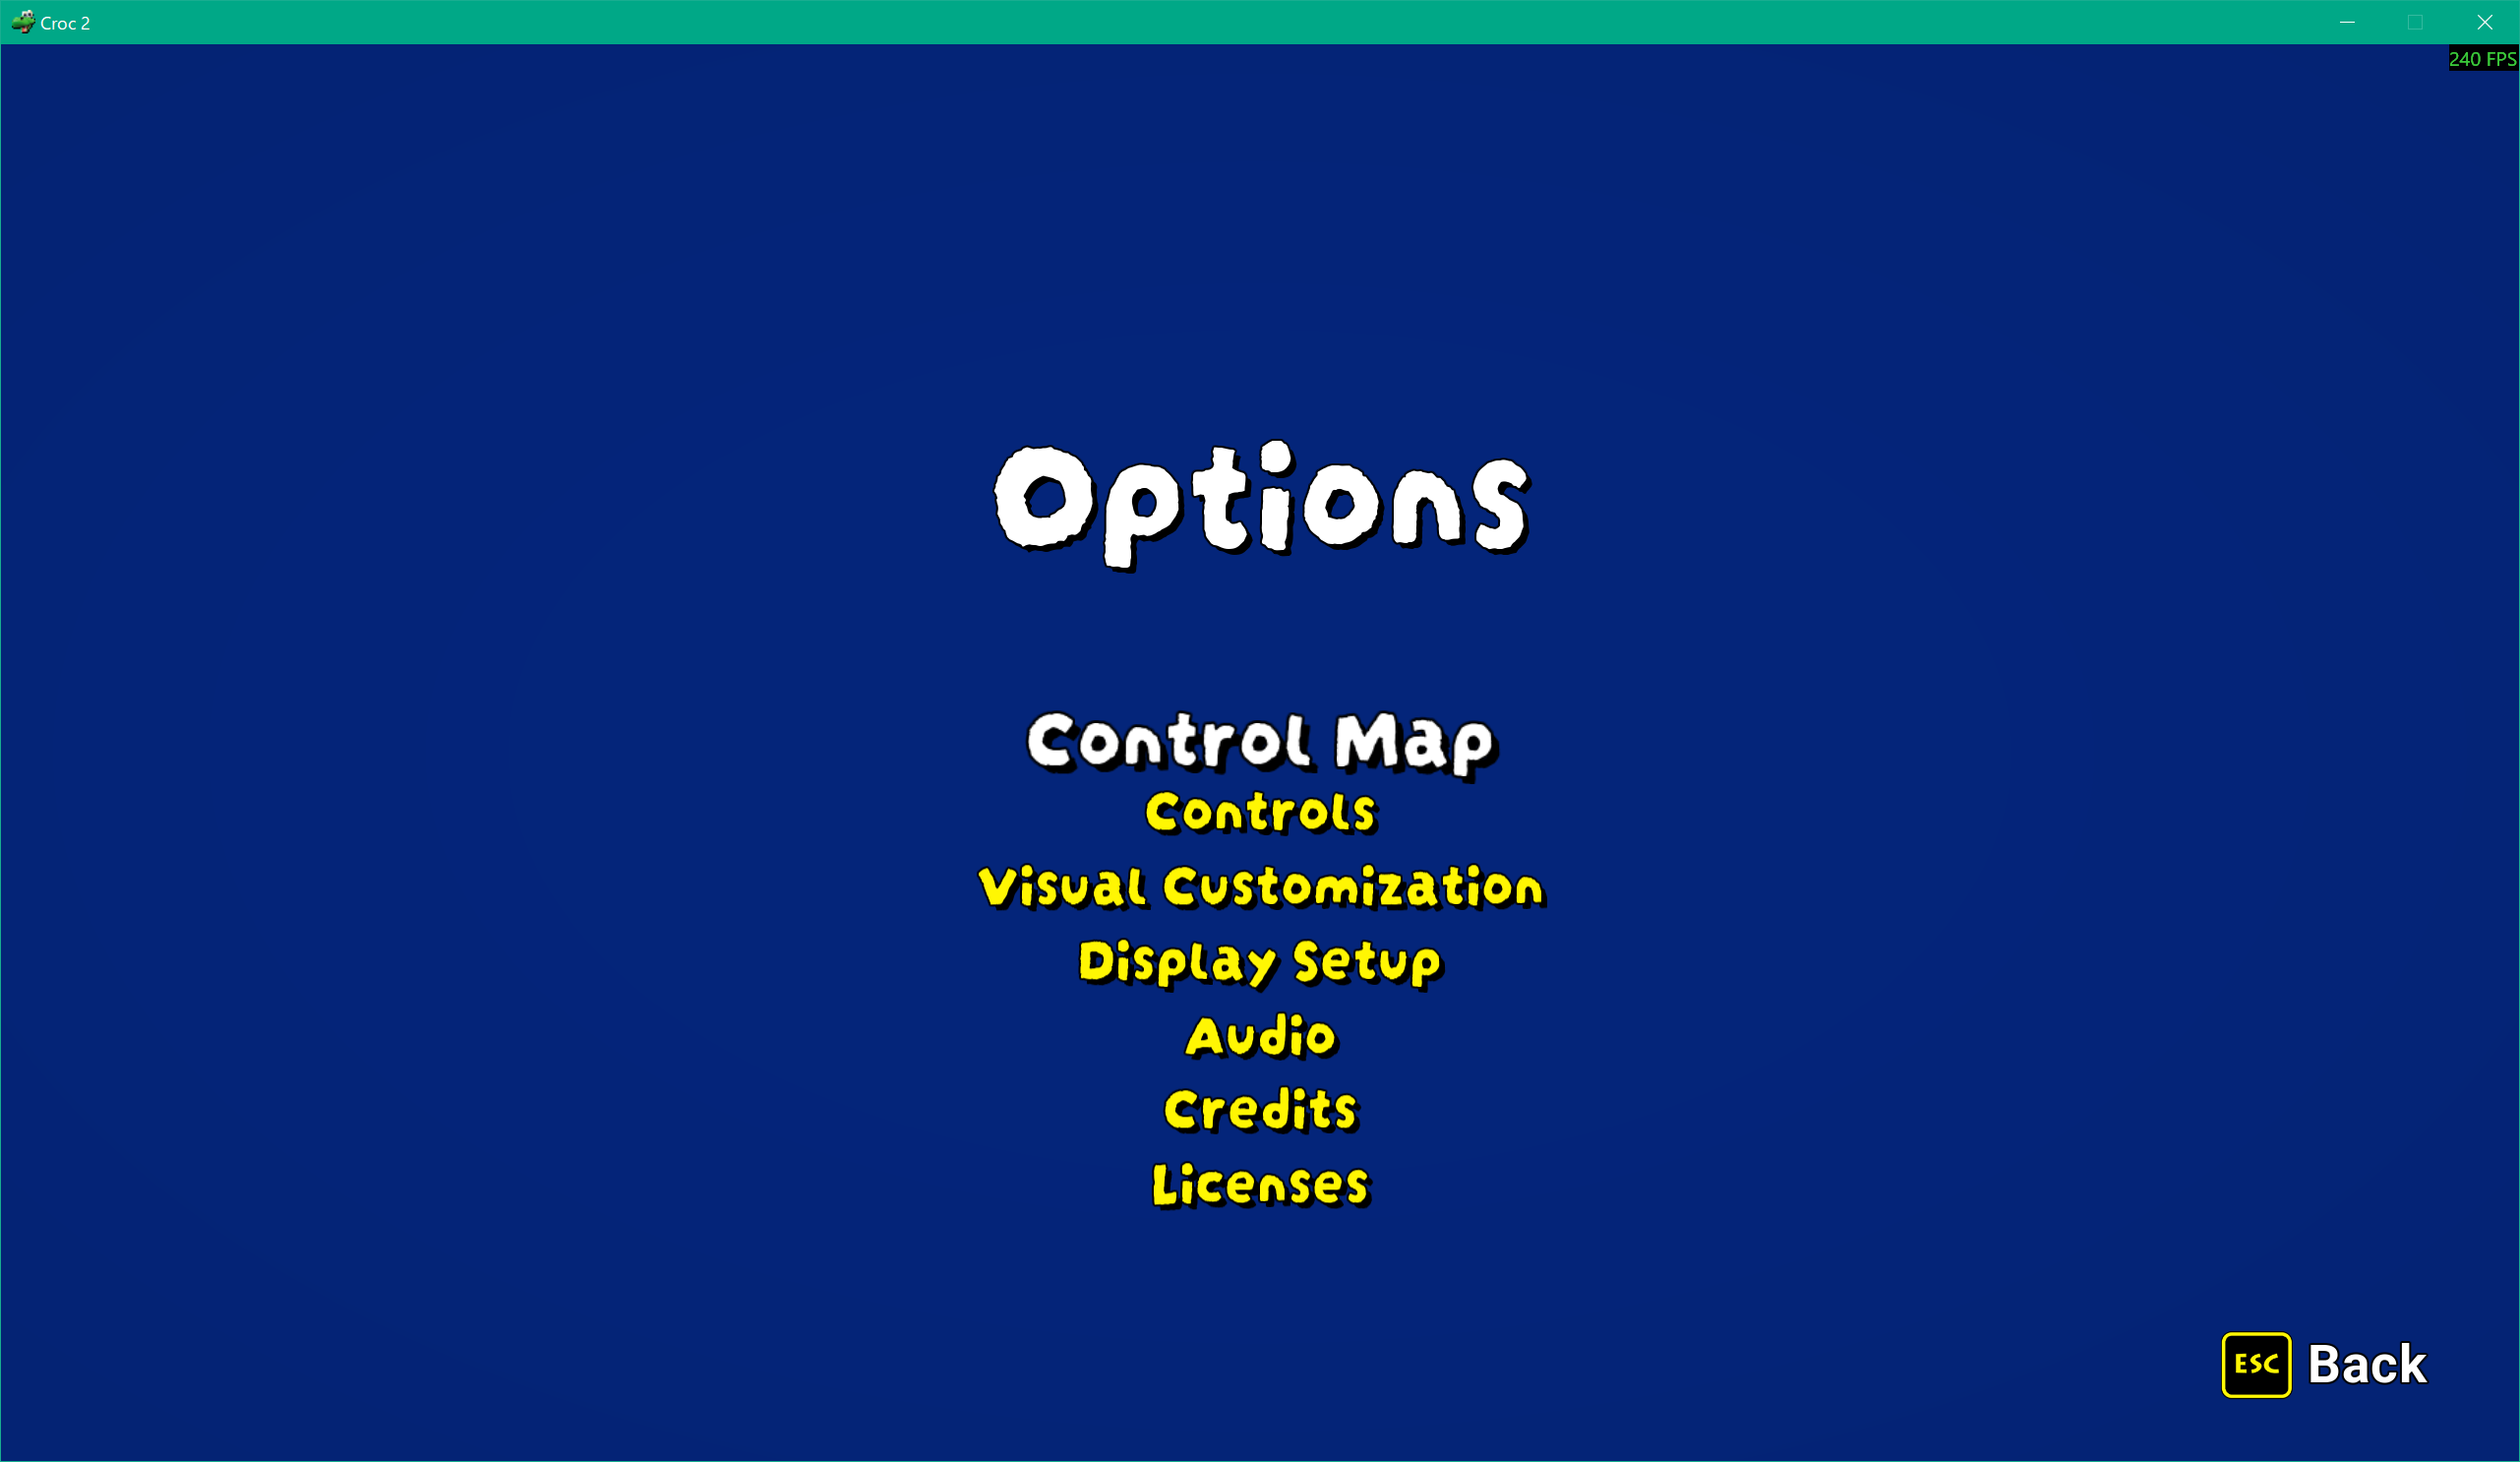 Croc 2
240 FPS
Options
Control Map
Controls
Visual Customization
Display Setup
Audio
Credits
Licenses
ESC Back